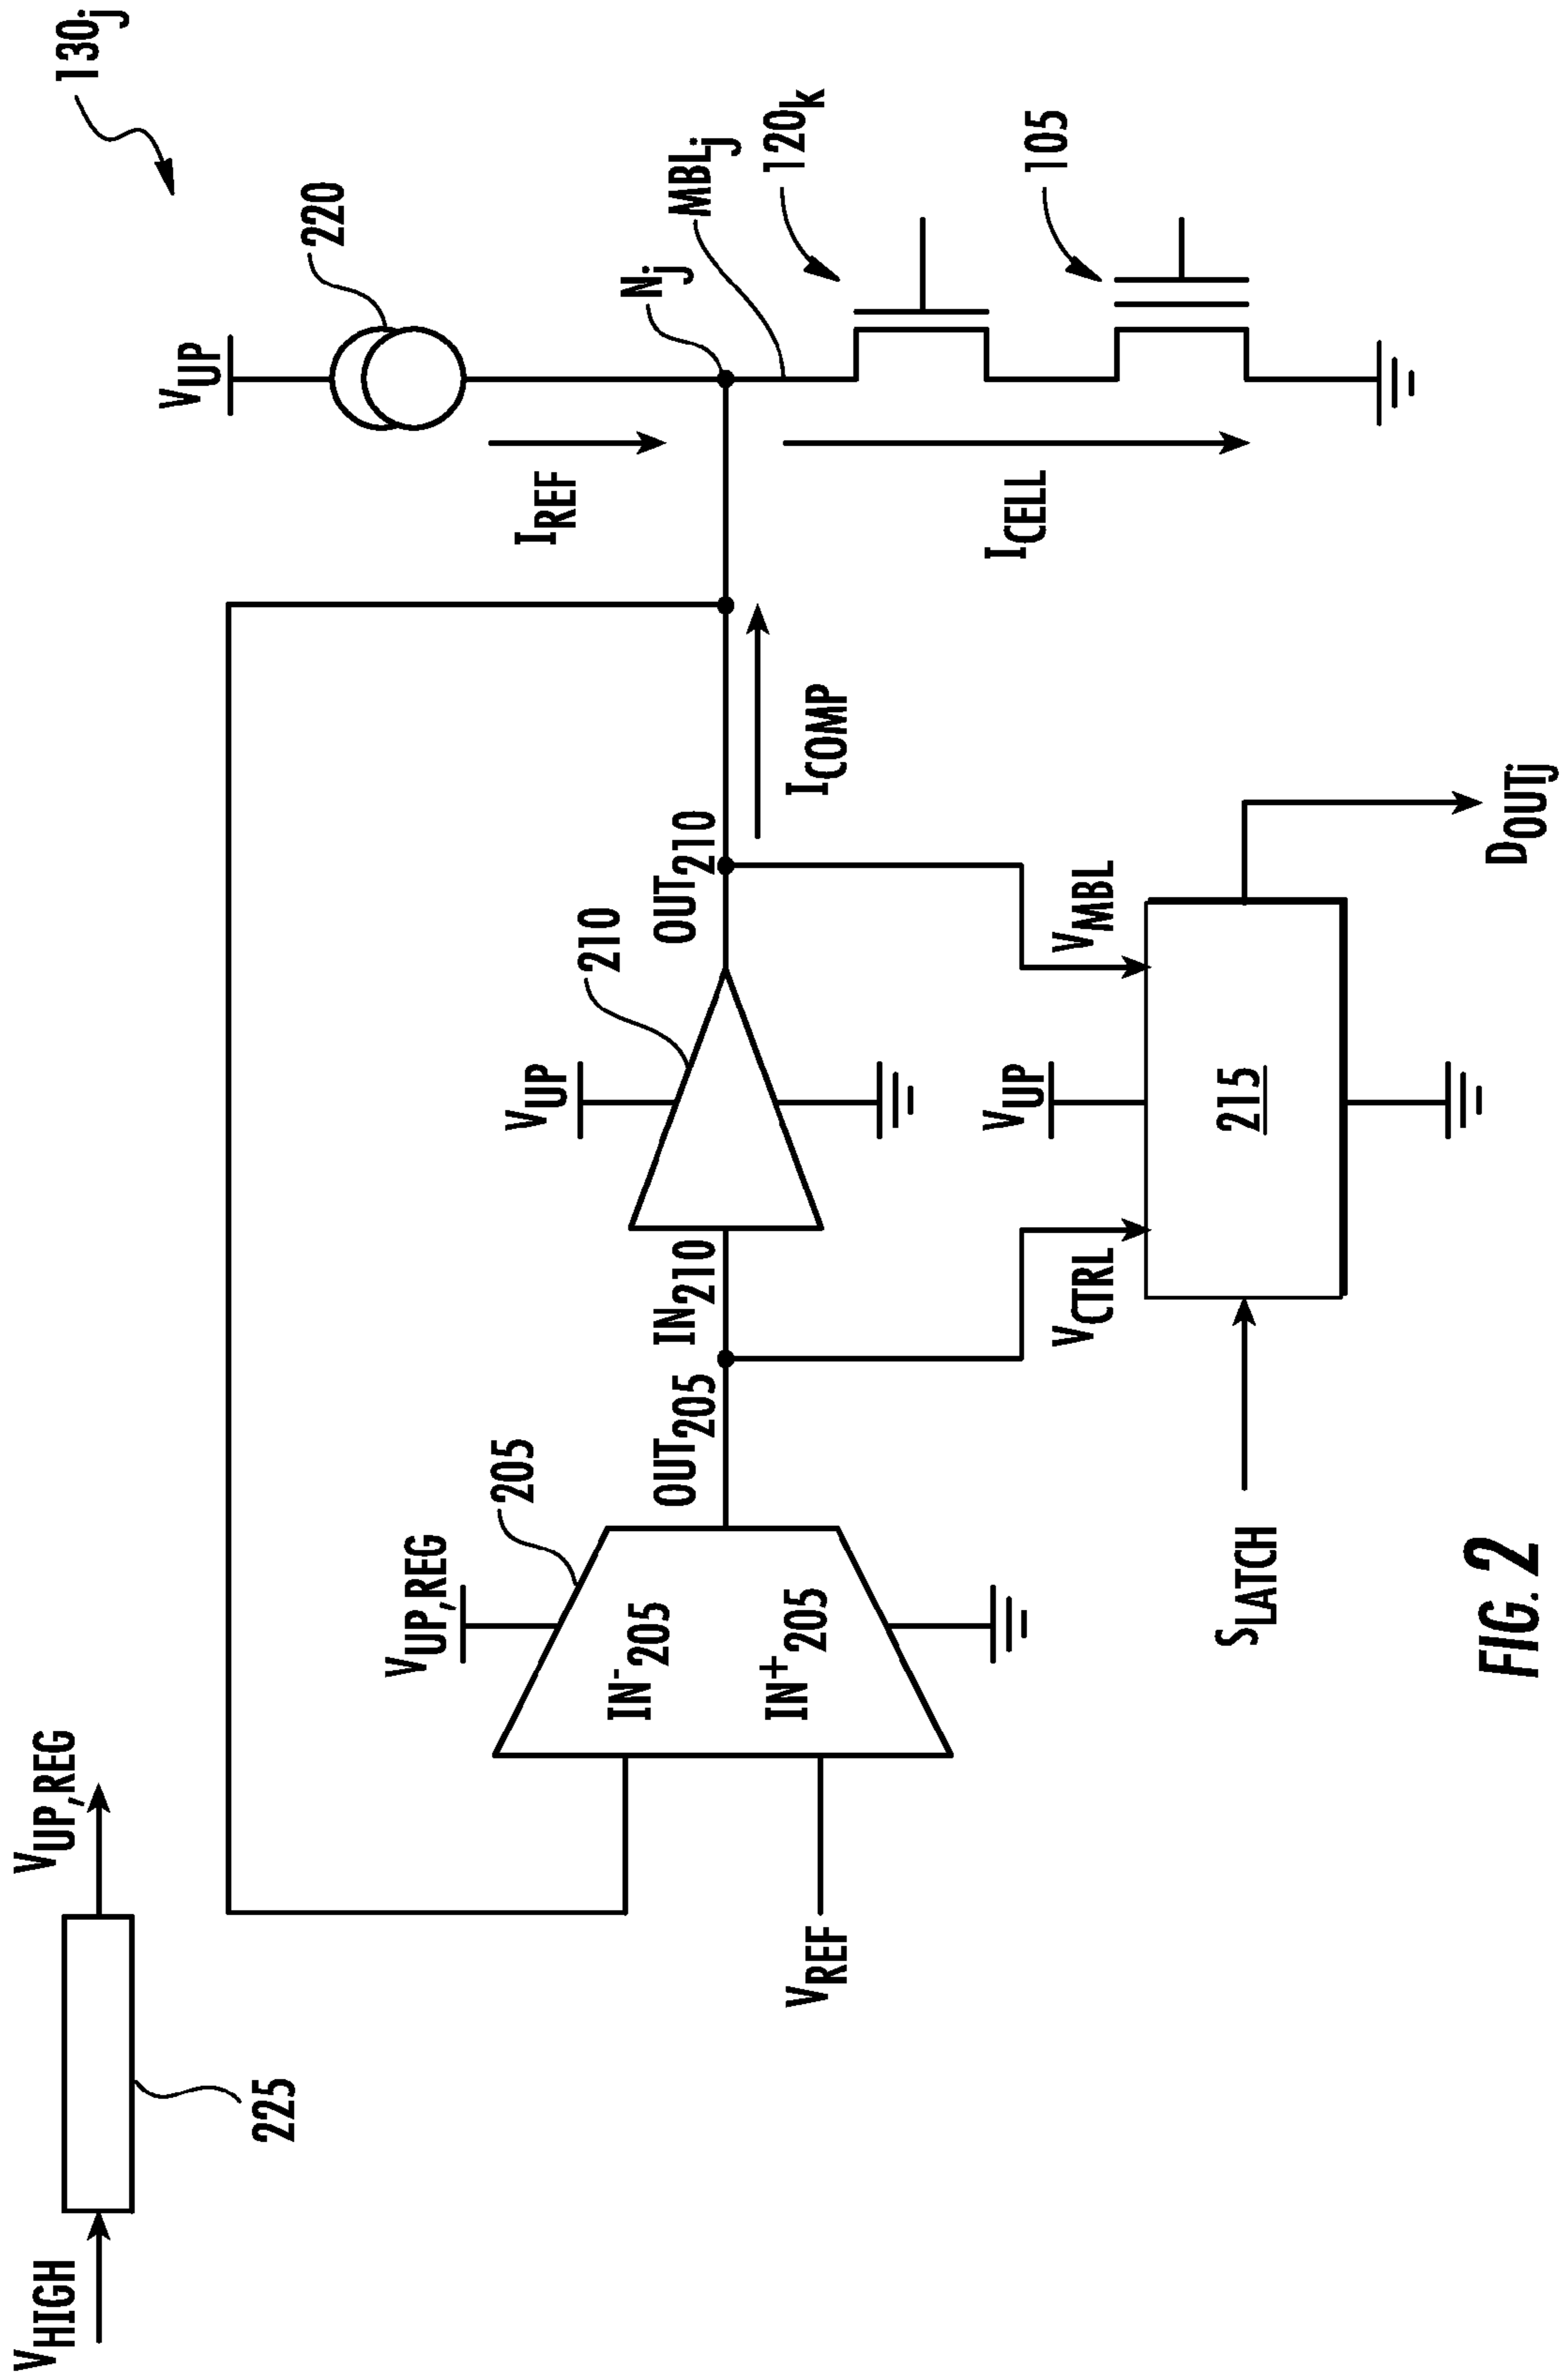 130j
VHIGH
225
VUP,REG
VUP
220
Nj
MBLj
120k
105
IREF
ICELL
VUP,REG
205
IN-205
IN+205
VREF
OUT205
IN210
VUP
210
OUT210
ICOMP
VCTRL
VUP
VMBL
215
SLATCH
DOUTj
FIG. 2